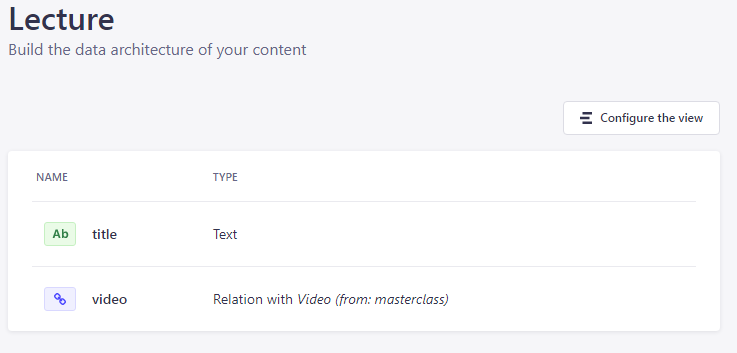 Lecture
Build the data architecture of your content
Configure the view
NAME TYPE
Ab title Text
video Relation with Video (from: masterclass)